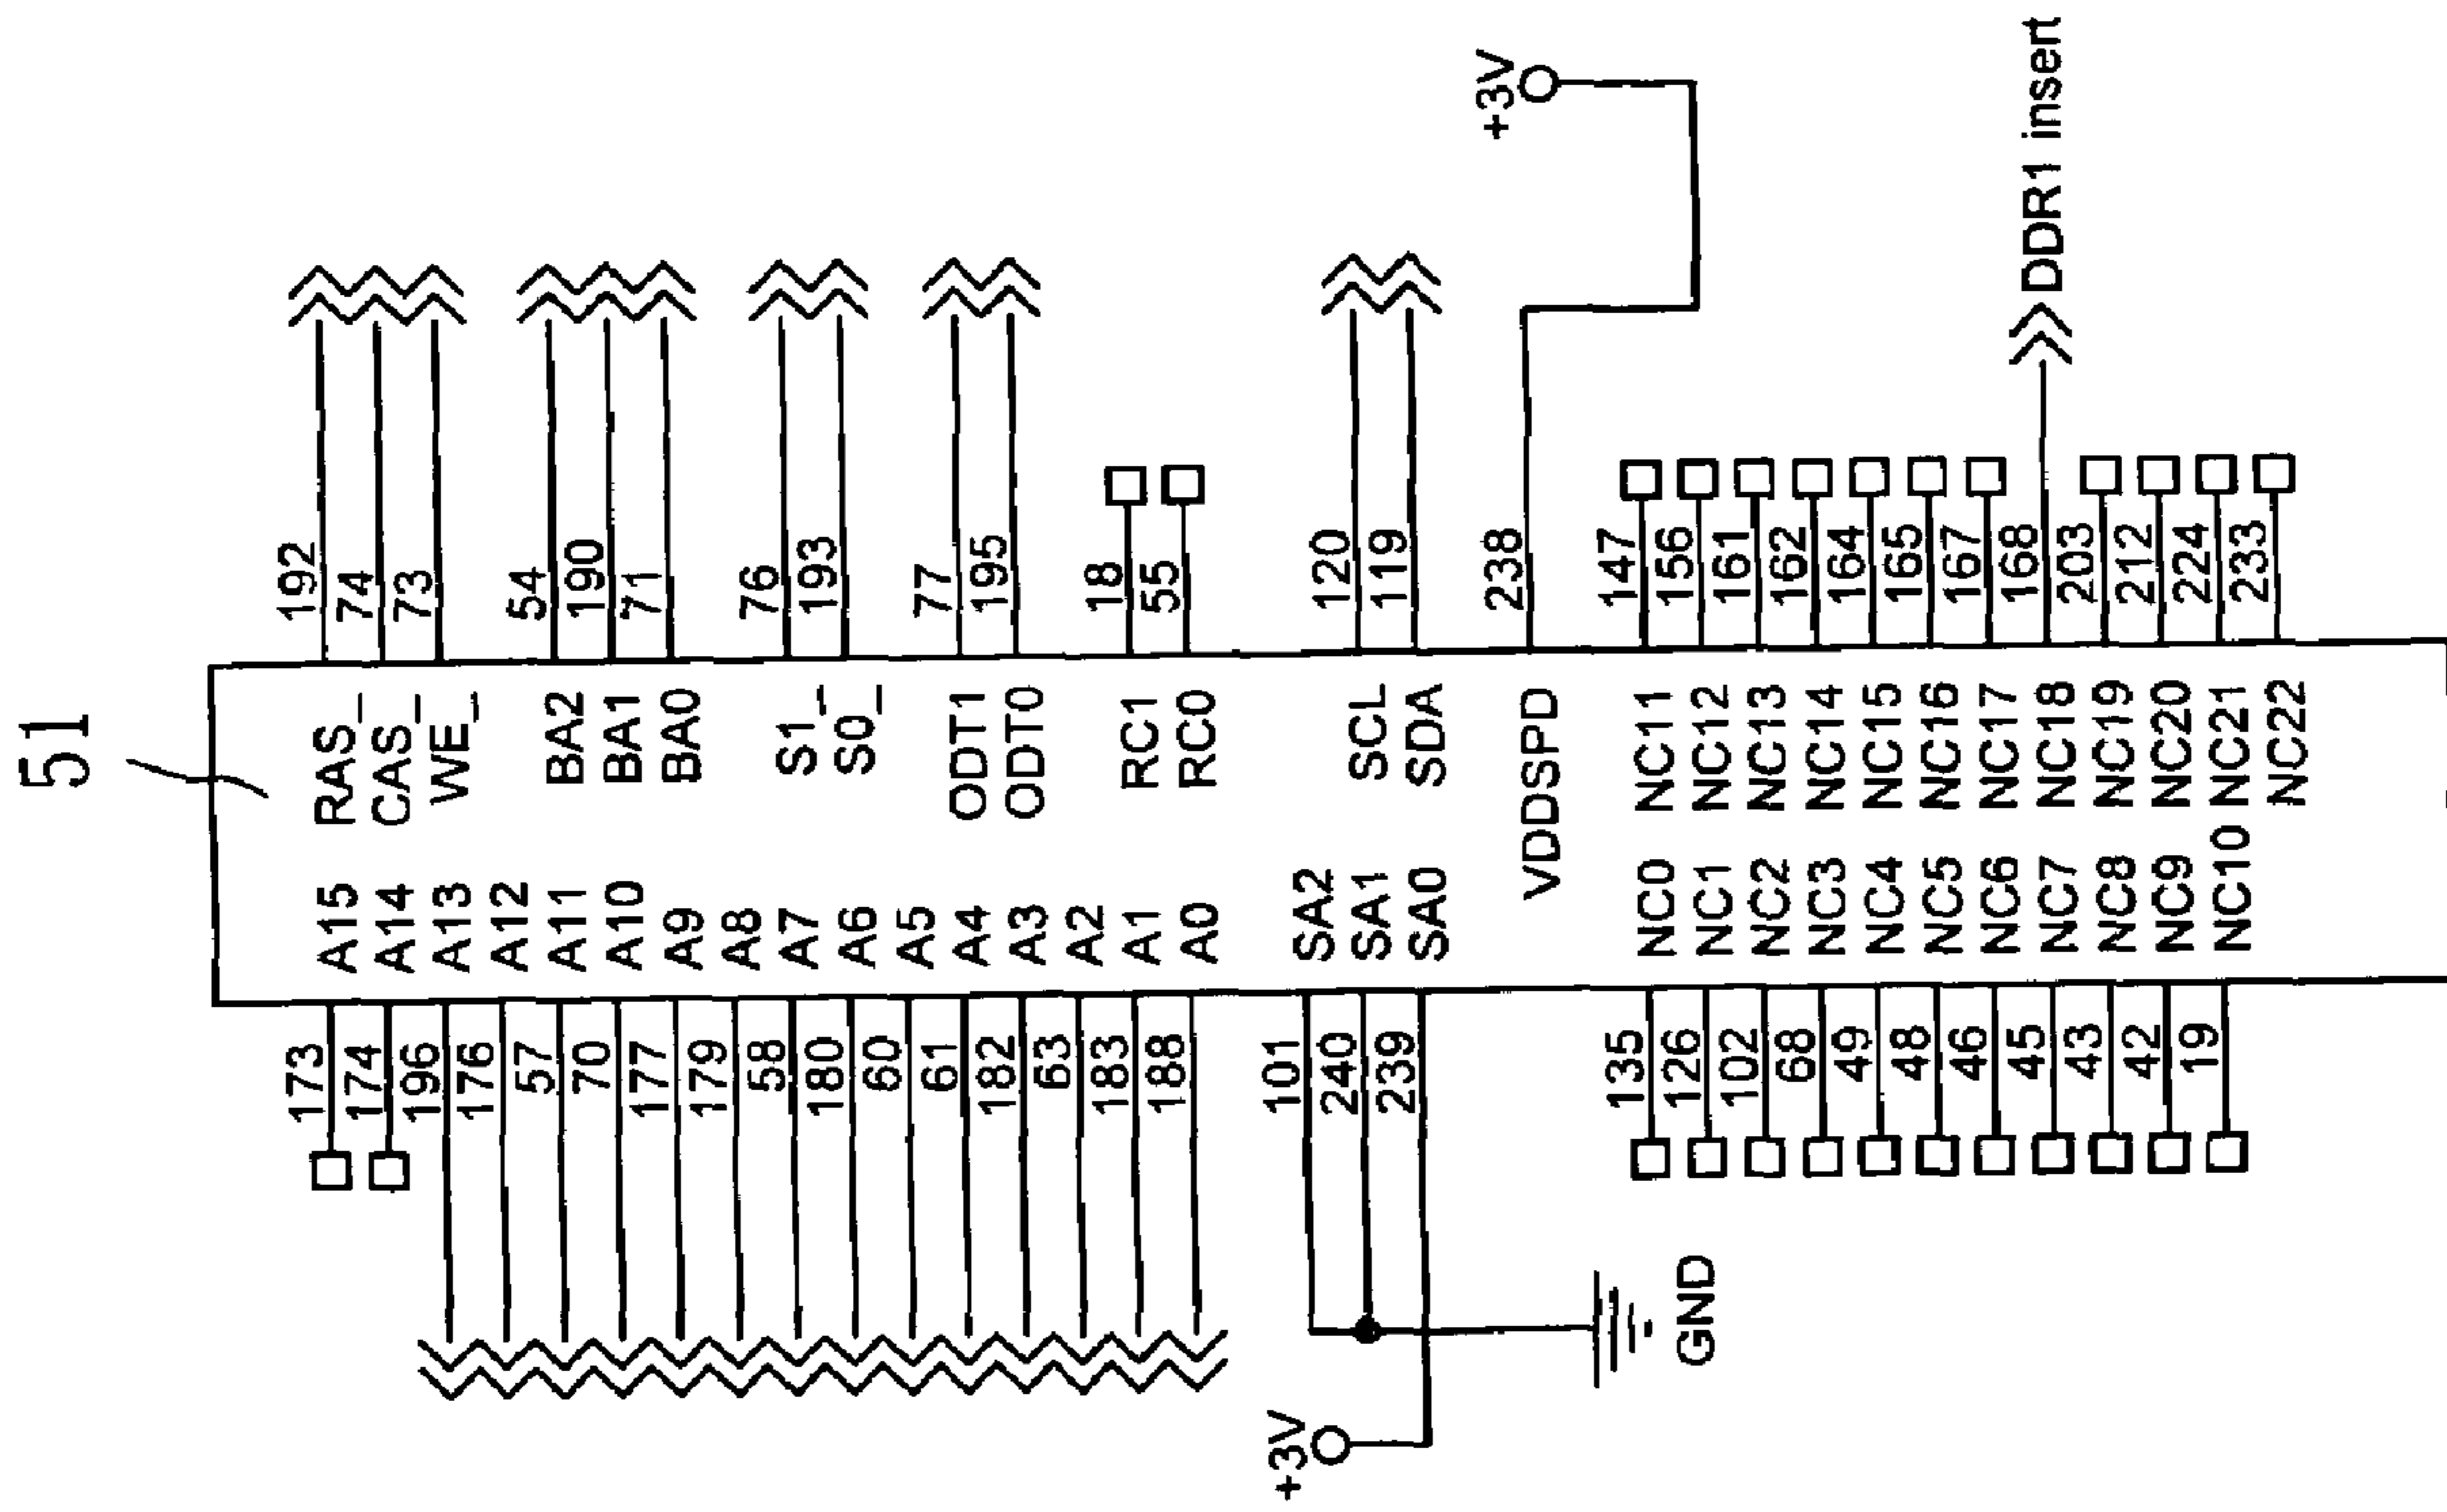 51
192 RAS_
74 CAS_
73 WE_
54 BA2
190 BA1
71 BA0
76 S1_
193 S0_
77 ODT1
195 ODT0
18 RC1
55 RC0
120 SCL
119 SDA
238 VDDSPD
+3V
147 NC11
156 NC12
161 NC13
162 NC14
164 NC15
165 NC16
167 NC17
168 NC18
DDR1 insert
203 NC19
212 NC20
224 NC21
233 NC22
A15 173
A14 174
A13 196
A12 176
A11 57
A10 70
A9 177
A8 179
A7 58
A6 180
A5 60
A4 61
A3 182
A2 63
A1 183
A0 188
SA2 101
SA1 240
SA0 239
+3V
GND
NC0 135
NC1 126
NC2 102
NC3 68
NC4 49
NC5 48
NC6 46
NC7 45
NC8 43
NC9 42
NC10 19